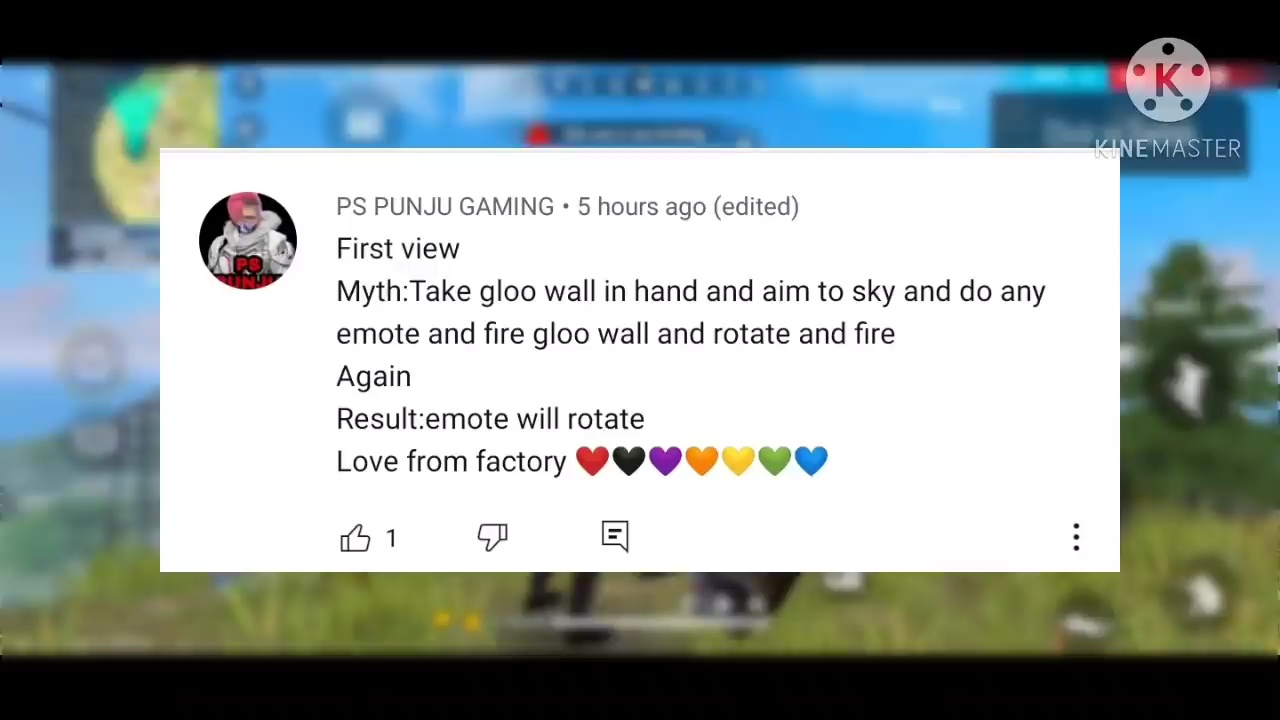 K
KINEMASTER
PS PUNJU GAMING • 5 hours ago (edited)
First view
Myth:Take gloo wall in hand and aim to sky and do any
emote and fire gloo wall and rotate and fire
Again
Result:emote will rotate
Love from factory ❤️🖤💜🧡💛💚💙
1
PS
PUNJU